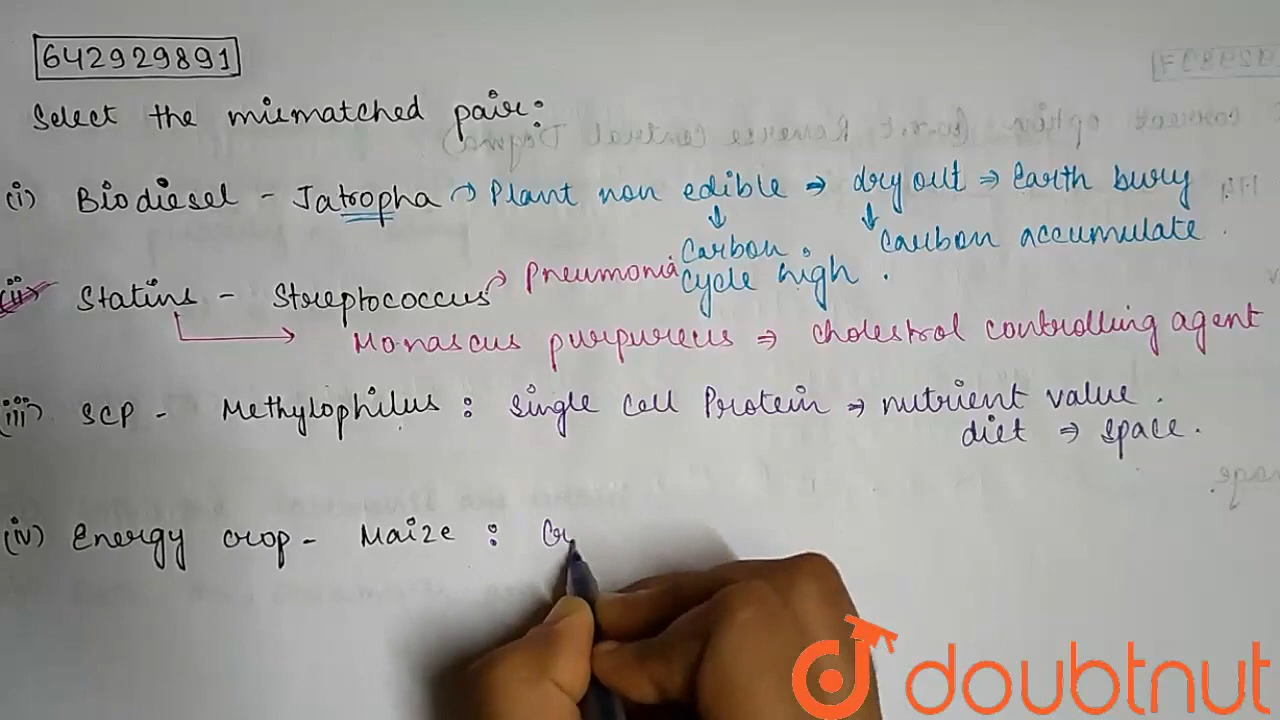 642929891
Select the mismatched pair:
(i) Biodiesel - Jatropha → Plant non edible ⇒ dry out ⇒ Earth bury
carbon cycle high.
carbon accumulate.
(ii) Statins - Streptococcus → Pneumonia
Monascus purpureus ⇒ cholestrol controlling agent
(iii) SCP - Methylophilus : Single Cell Protein ⇒ nutrient value.
diet ⇒ space.
(iv) Energy crop - Maize :
doubtnut